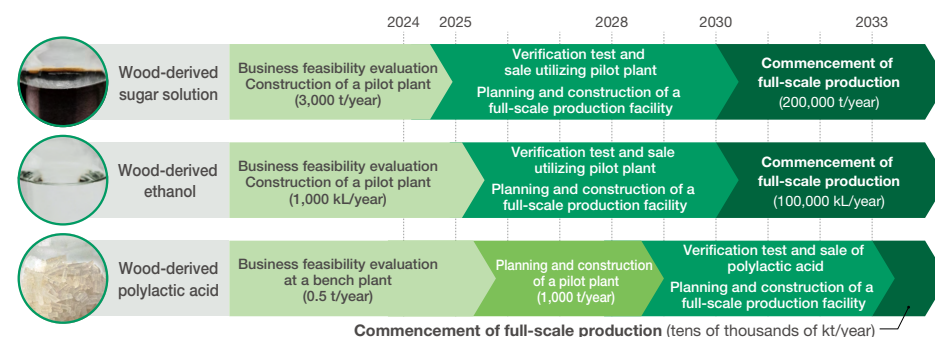 2024 2025 2028 2030 2033
Wood-derived
sugar solution
Business feasibility evaluation
Construction of a pilot plant
(3,000 t/year)
Verification test and
sale utilizing pilot plant
Planning and construction of a
full-scale production facility
Commencement of
full-scale production
(200,000 t/year)
Wood-derived
ethanol
Business feasibility evaluation
Construction of a pilot plant
(1,000 kL/year)
Verification test and sale
utilizing pilot plant
Planning and construction of a
full-scale production facility
Commencement of
full-scale production
(100,000 kL/year)
Wood-derived
polylactic acid
Business feasibility evaluation
at a bench plant
(0.5 t/year)
Planning and construction
of a pilot plant
(1,000 t/year)
Verification test and sale of
polylactic acid
Planning and construction of a
full-scale production facility
Commencement of full-scale production (tens of thousands of kt/year)